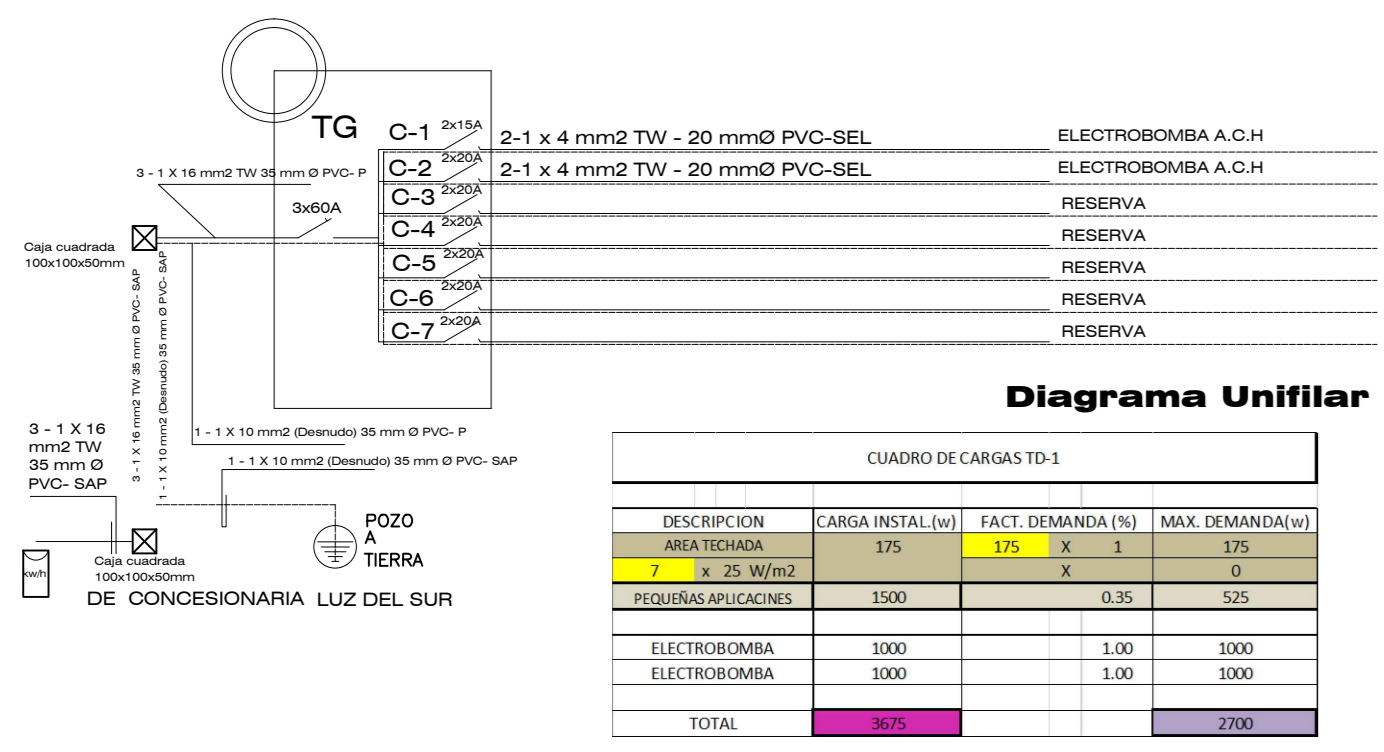 TG
C-1 2x15A 2-1 x 4 mm2 TW - 20 mmØ PVC-SEL ELECTROBOMBA A.C.H
C-2 2x20A 2-1 x 4 mm2 TW - 20 mmØ PVC-SEL ELECTROBOMBA A.C.H
C-3 2x20A RESERVA
C-4 2x20A RESERVA
C-5 2x20A RESERVA
C-6 2x20A RESERVA
C-7 2x20A RESERVA
3 - 1 X 16 mm2 TW 35 mm Ø PVC- P
3x60A
Caja cuadrada
100x100x50mm
3 - 1 X 16 mm2 TW 35 mm Ø PVC- SAP
1 - 1 X 10 mm2 (Desnudo) 35 mm Ø PVC- SAP
1 - 1 X 10 mm2 (Desnudo) 35 mm Ø PVC- P
1 - 1 X 10 mm2 (Desnudo) 35 mm Ø PVC- SAP
3 - 1 X 16
mm2 TW
35 mm Ø
PVC- SAP
POZO
A
TIERRA
Caja cuadrada
100x100x50mm
kw/h
DE CONCESIONARIA LUZ DEL SUR
Diagrama Unifilar
CUADRO DE CARGAS TD-1
DESCRIPCION CARGA INSTAL.(w) FACT. DEMANDA (%) MAX. DEMANDA(w)
AREA TECHADA 175 175 X 1 175
7 x 25 W/m2 X 0
PEQUEÑAS APLICACINES 1500 0.35 525
ELECTROBOMBA 1000 1.00 1000
ELECTROBOMBA 1000 1.00 1000
TOTAL 3675 2700